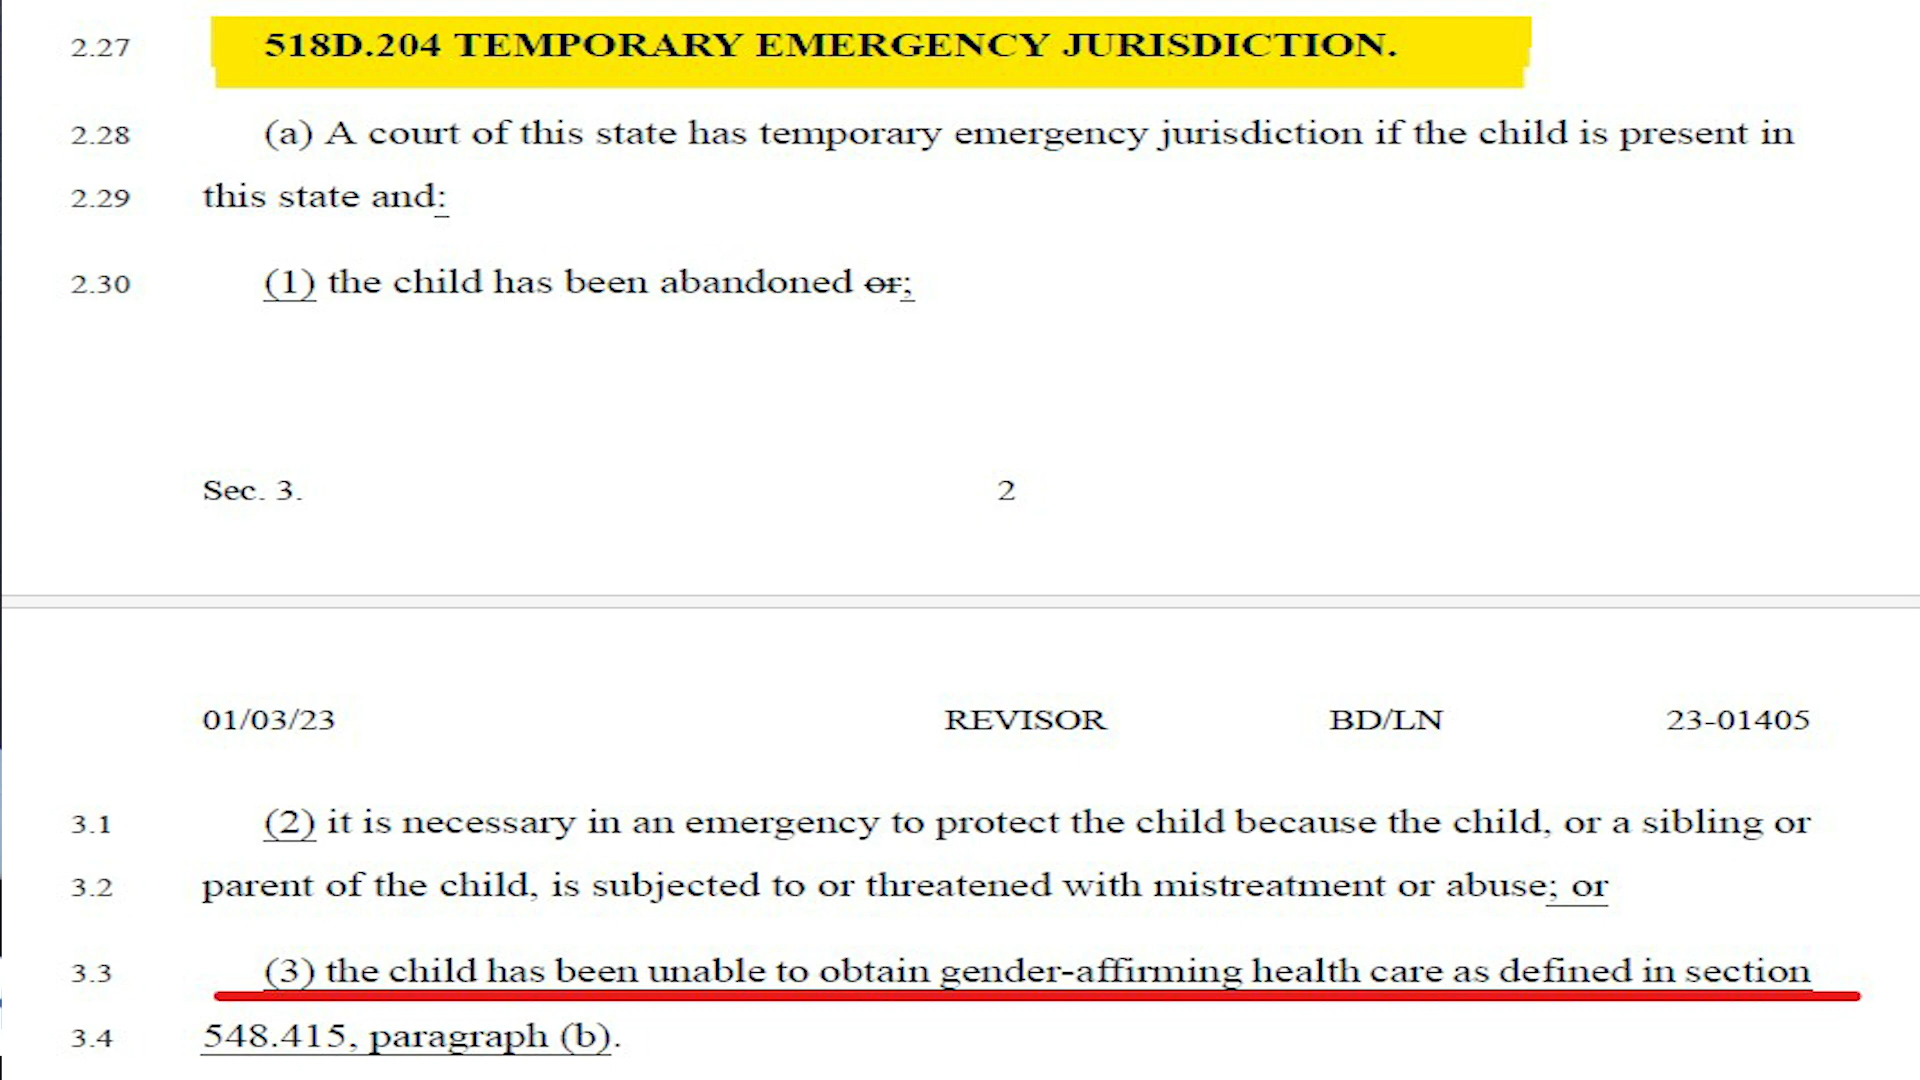 2.27 518D.204 TEMPORARY EMERGENCY JURISDICTION.
2.28 (a) A court of this state has temporary emergency jurisdiction if the child is present in
2.29 this state and:
2.30 (1) the child has been abandoned or;
Sec. 3. 2
01/03/23 REVISOR BD/LN 23-01405
3.1 (2) it is necessary in an emergency to protect the child because the child, or a sibling or
3.2 parent of the child, is subjected to or threatened with mistreatment or abuse; or
3.3 (3) the child has been unable to obtain gender-affirming health care as defined in section
3.4 548.415, paragraph (b).